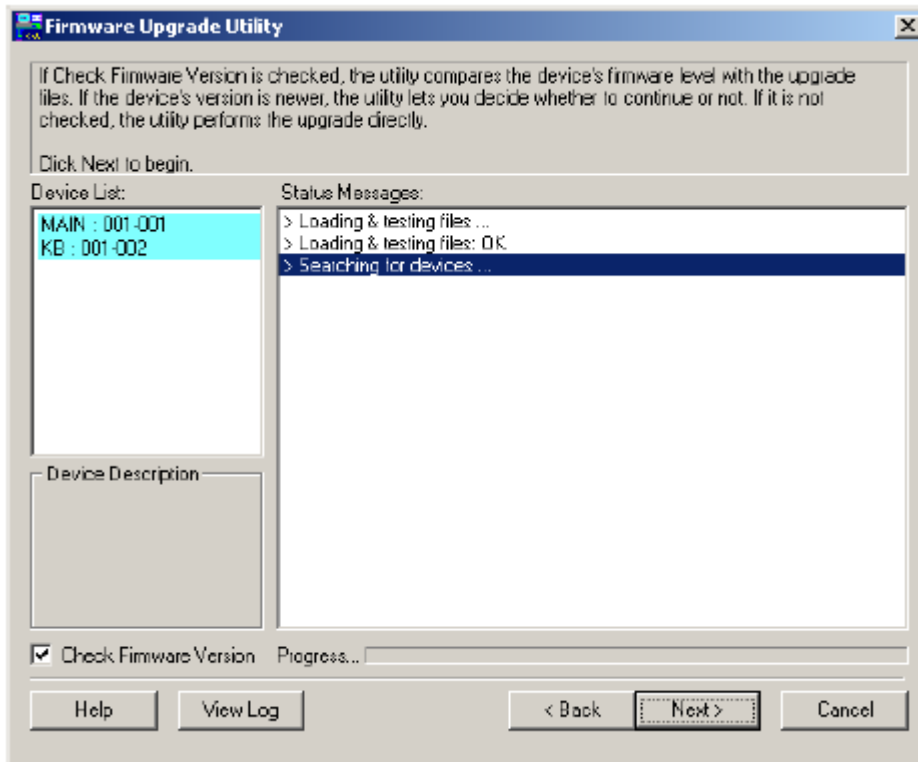 Firmware Upgrade Utility
If Check Firmware Version is checked, the utility compares the device's firmware level with the upgrade
files. If the device's version is newer, the utility lets you decide whether to continue or not. If it is not
checked, the utility performs the upgrade directly.
Click Next to begin.
Device List:
MAIN : 001-001
KB : 001-002
Status Messages:
> Loading & testing files ...
> Loading & testing files: OK
> Searching for devices ...
Device Description
Check Firmware Version
Progress...
Help
View Log
< Back
Next >
Cancel